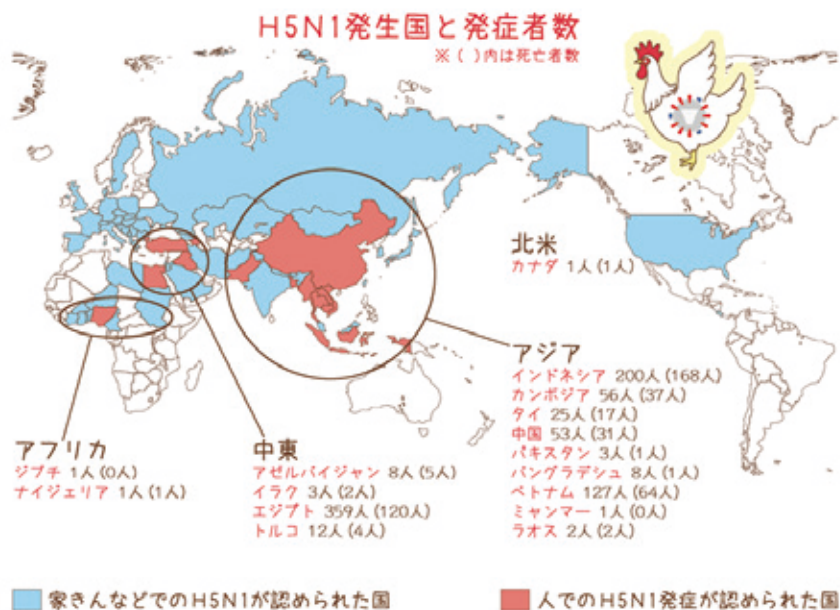 H5N1発生国と発症者数
※( )内は死亡者数
北米
カナダ 1人(1人)
アジア
インドネシア 200人(168人)
カンボジア 56人(37人)
タイ 25人(17人)
中国 53人(31人)
パキスタン 3人(1人)
バングラデシュ 8人(1人)
ベトナム 127人(64人)
ミャンマー 1人(0人)
ラオス 2人(2人)
アフリカ
ジブチ 1人(0人)
ナイジェリア 1人(1人)
中東
アゼルバイジャン 8人(5人)
イラク 3人(2人)
エジプト 359人(120人)
トルコ 12人(4人)
家きんなどでのH5N1が認められた国
人でのH5N1発症が認められた国